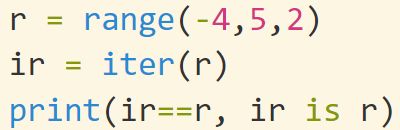 r = range(-4,5,2)
ir = iter(r)
print(ir==r, ir is r)